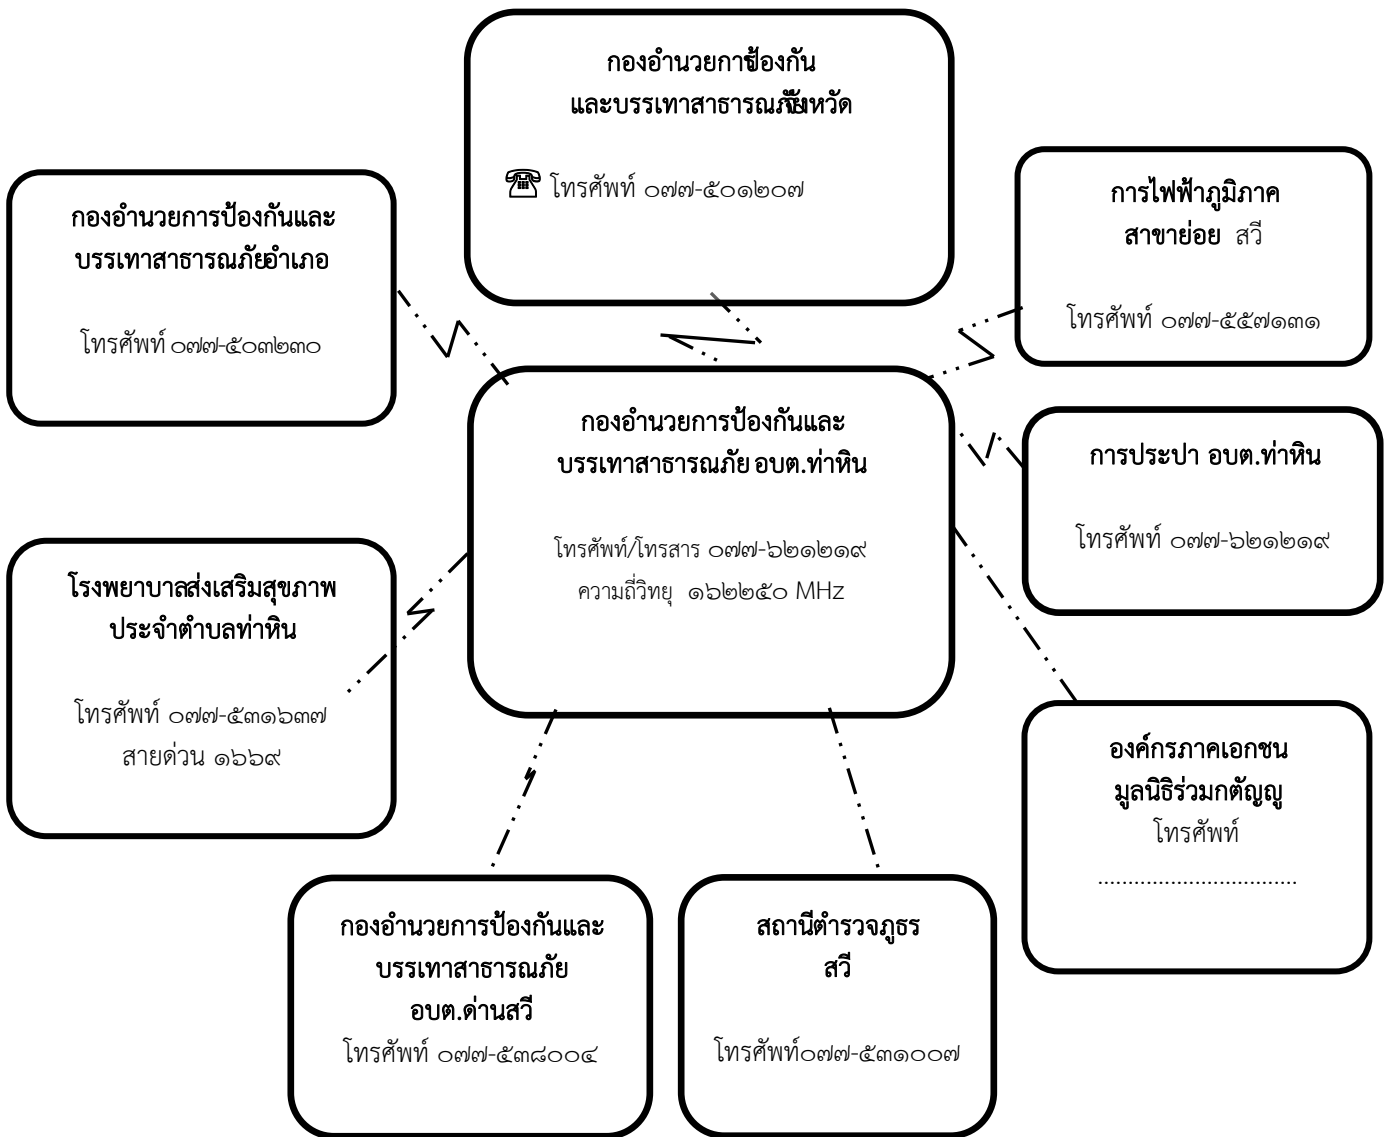 กองอำนวยการป้องกัน
และบรรเทาสาธารณภัยจังหวัด
☎ โทรศัพท์ ๐๗๗-๕๐๑๒๐๗
กองอำนวยการป้องกันและ
บรรเทาสาธารณภัยอำเภอ
โทรศัพท์ ๐๗๗-๕๐๓๒๓๐
การไฟฟ้าภูมิภาค
สาขาย่อย สวี
โทรศัพท์ ๐๗๗-๕๕๗๑๓๑
กองอำนวยการป้องกันและ
บรรเทาสาธารณภัย อบต.ท่าหิน
โทรศัพท์/โทรสาร ๐๗๗-๖๒๑๒๑๙
ความถี่วิทยุ ๑๖๒๒๕๐ MHz
การประปา อบต.ท่าหิน
โทรศัพท์ ๐๗๗-๖๒๑๒๑๙
โรงพยาบาลส่งเสริมสุขภาพ
ประจำตำบลท่าหิน
โทรศัพท์ ๐๗๗-๕๓๑๖๓๗
สายด่วน ๑๖๖๙
องค์กรภาคเอกชน
มูลนิธิร่วมกตัญญู
โทรศัพท์
.................................
กองอำนวยการป้องกันและ
บรรเทาสาธารณภัย
อบต.ด่านสวี
โทรศัพท์ ๐๗๗-๕๓๘๐๐๔
สถานีตำรวจภูธร
สวี
โทรศัพท์๐๗๗-๕๓๑๐๐๗